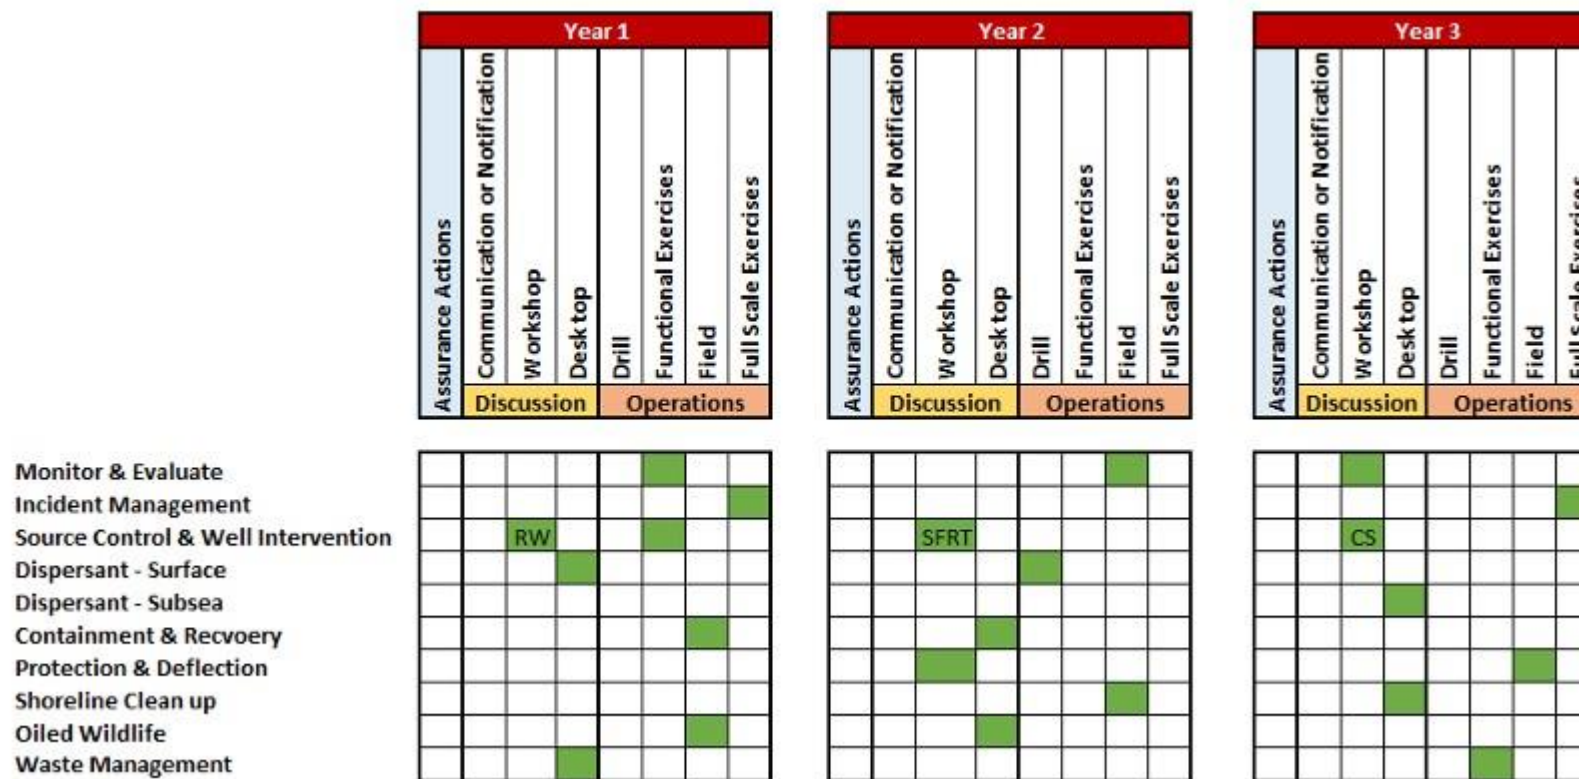 Year 1
Year 2
Year 3
Assurance Actions
Communication or Notification
Workshop
Desk top
Drill
Functional Exercises
Field
Full Scale Exercises
Discussion
Operations
Assurance Actions
Communication or Notification
Workshop
Desk top
Drill
Functional Exercises
Field
Full Scale Exercises
Discussion
Operations
Assurance Actions
Communication or Notification
Workshop
Desk top
Drill
Functional Exercises
Field
Full Scale Exercises
Discussion
Operations
Monitor & Evaluate
Incident Management
Source Control & Well Intervention RW SFRT CS
Dispersant - Surface
Dispersant - Subsea
Containment & Recvoery
Protection & Deflection
Shoreline Clean up
Oiled Wildlife
Waste Management